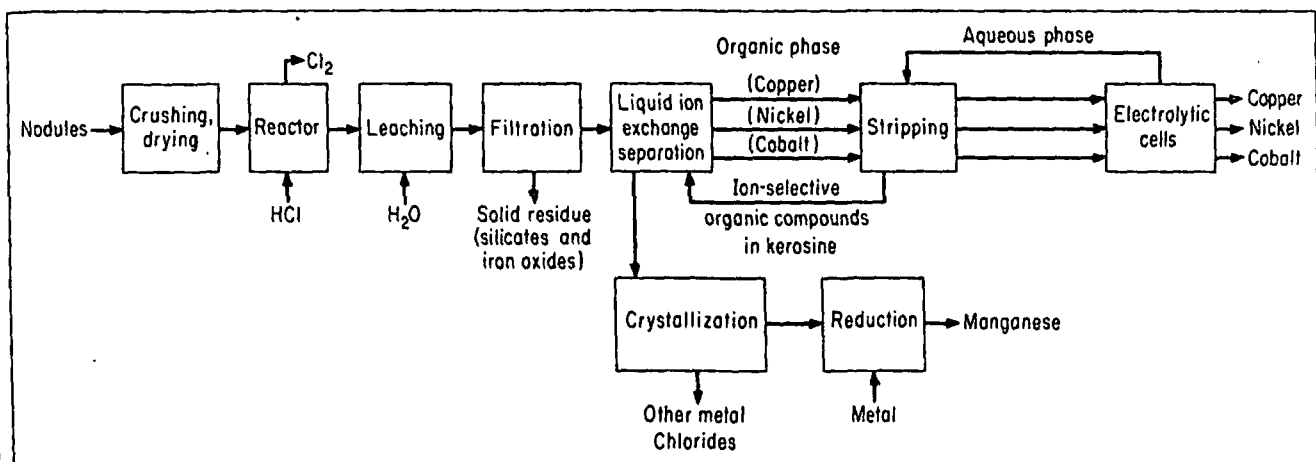 Organic phase
Aqueous phase
Cl2
Nodules
Crushing,
drying
Reactor
Leaching
Filtration
Liquid ion
exchange
separation
(Copper)
(Nickel)
(Cobalt)
Stripping
Electrolytic
cells
Copper
Nickel
Cobalt
HCl
H2O
Solid residue
(silicates and
iron oxides)
Ion-selective
organic compounds
in kerosine
Crystallization
Reduction
Manganese
Other metal
Chlorides
Metal